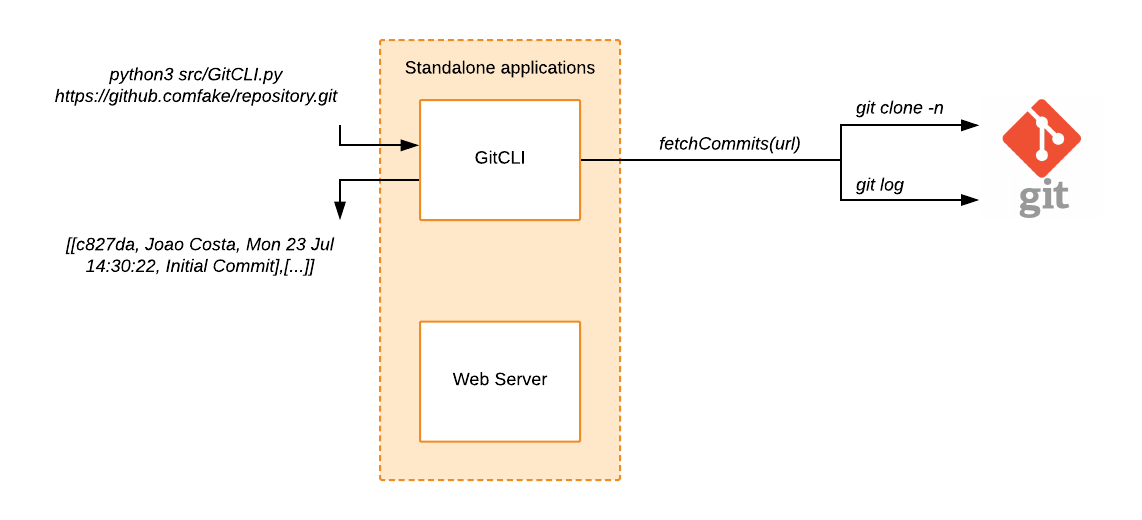 python3 src/GitCLI.py
https://github.comfake/repository.git
Standalone applications
GitCLI
fetchCommits(url)
git clone -n
git log
git
[[c827da, Joao Costa, Mon 23 Jul
14:30:22, Initial Commit],[...]]
Web Server